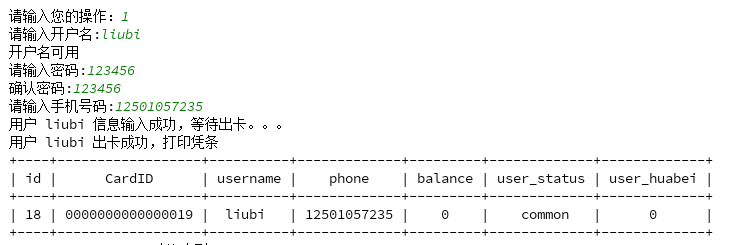 请输入您的操作：1
请输入开户名:liubi
开户名可用
请输入密码:123456
确认密码:123456
请输入手机号码:12501057235
用户 liubi 信息输入成功，等待出卡。。。
用户 liubi 出卡成功，打印凭条
+----+------------------+----------+-------------+---------+-------------+-------------+
| id |      CardID      | username |    phone    | balance | user_status | user_huabei |
+----+------------------+----------+-------------+---------+-------------+-------------+
| 18 | 0000000000000019 |  liubi   | 12501057235 |    0    |    common   |      0      |
+----+------------------+----------+-------------+---------+-------------+-------------+